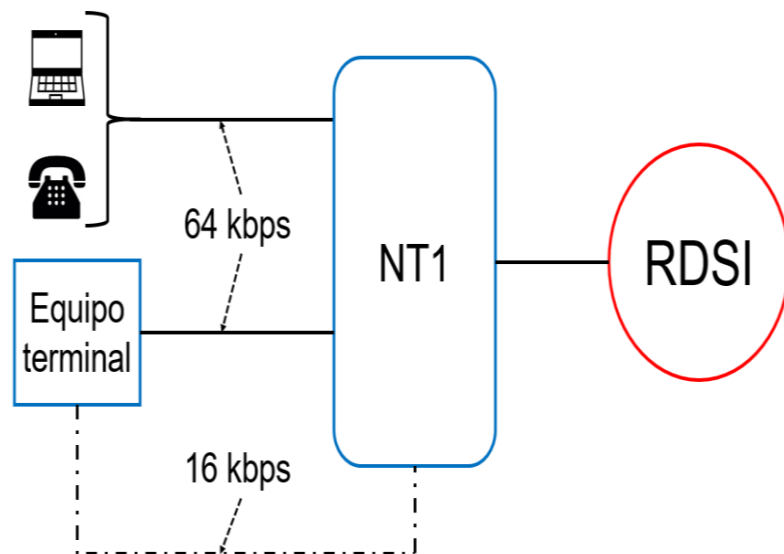 64 kbps
NT1
RDSI
Equipo
terminal
16 kbps